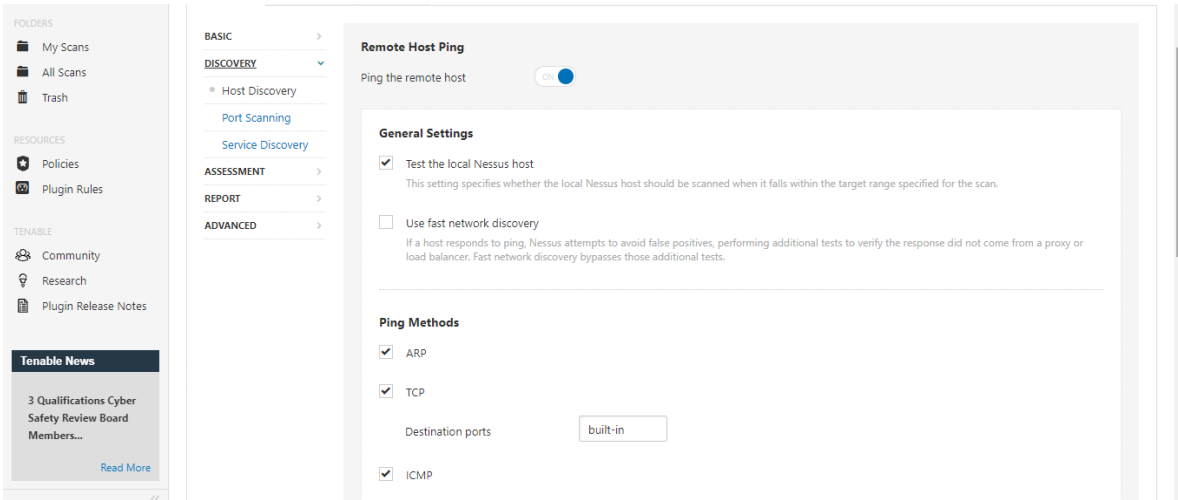 FOLDERS
My Scans
All Scans
Trash
RESOURCES
Policies
Plugin Rules
TENABLE
Community
Research
Plugin Release Notes
Tenable News
3 Qualifications Cyber
Safety Review Board
Members...
Read More
BASIC
DISCOVERY
Host Discovery
Port Scanning
Service Discovery
ASSESSMENT
REPORT
ADVANCED
Remote Host Ping
Ping the remote host
ON
General Settings
Test the local Nessus host
This setting specifies whether the local Nessus host should be scanned when it falls within the target range specified for the scan.
Use fast network discovery
If a host responds to ping, Nessus attempts to avoid false positives, performing additional tests to verify the response did not come from a proxy or
load balancer. Fast network discovery bypasses those additional tests.
Ping Methods
ARP
TCP
Destination ports
built-in
ICMP